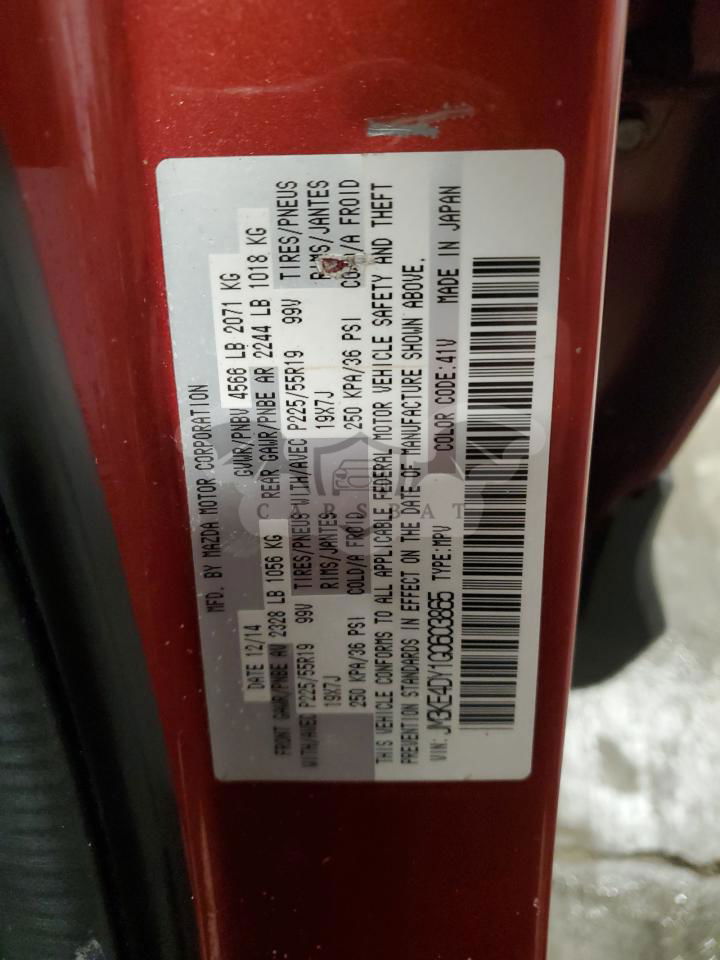 MFD. BY MAZDA MOTOR CORPORATION
DATE 12/14 GVWR/PNBV 4566 LB 2071 KG
FRONT GAWR/PNBE AV 2328 LB 1056 KG REAR GAWR/PNBE AR 2244 LB 1018 KG
WITH/AVEC P225/55R19 99V TIRES/PNEUS WITH/AVEC P225/55R19 99V TIRES/PNEUS
19X7J RIMS/JANTES 19X7J RIMS/JANTES
250 KPA/36 PSI COLD/A FROID 250 KPA/36 PSI COLD/A FROID
THIS VEHICLE CONFORMS TO ALL APPLICABLE FEDERAL MOTOR VEHICLE SAFETY AND THEFT
PREVENTION STANDARDS IN EFFECT ON THE DATE OF MANUFACTURE SHOWN ABOVE.
VIN: JM3KE4DY1G0603865 TYPE:MPV COLOR CODE:41V MADE IN JAPAN
CARSBAT